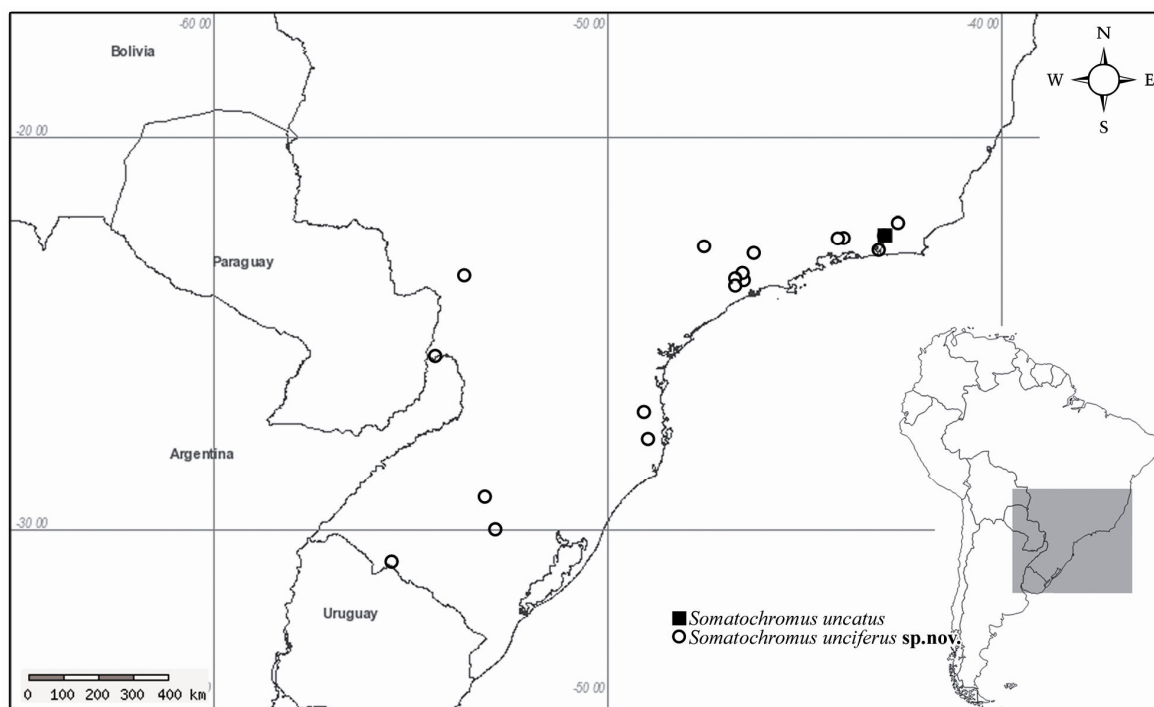 -60 00
-50 00
-40 00
Bolivia
N
W
E
S
-20 00
Paraguay
Argentina
-30 00
Uruguay
Somatochromus uncatus
Somatochromus unciferus sp.nov.
-50 00
0 100 200 300 400 km